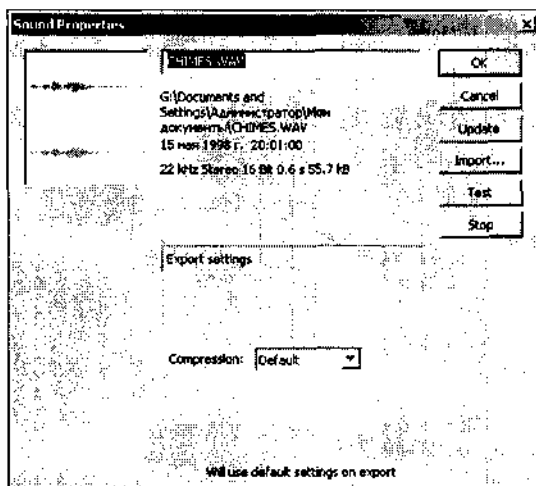 Sound Properties
CHIMES.WAV
OK
G:\Documents and
Settings\Администратор\Мои
документы\CHIMES.WAV
15 мая 1998 г. 20:01:00
22 kHz Stereo 16 Bit 0.6 s 55.7 kB
Cancel
Update
Import...
Test
Stop
Export settings
Compression: Default
Will use default settings on export